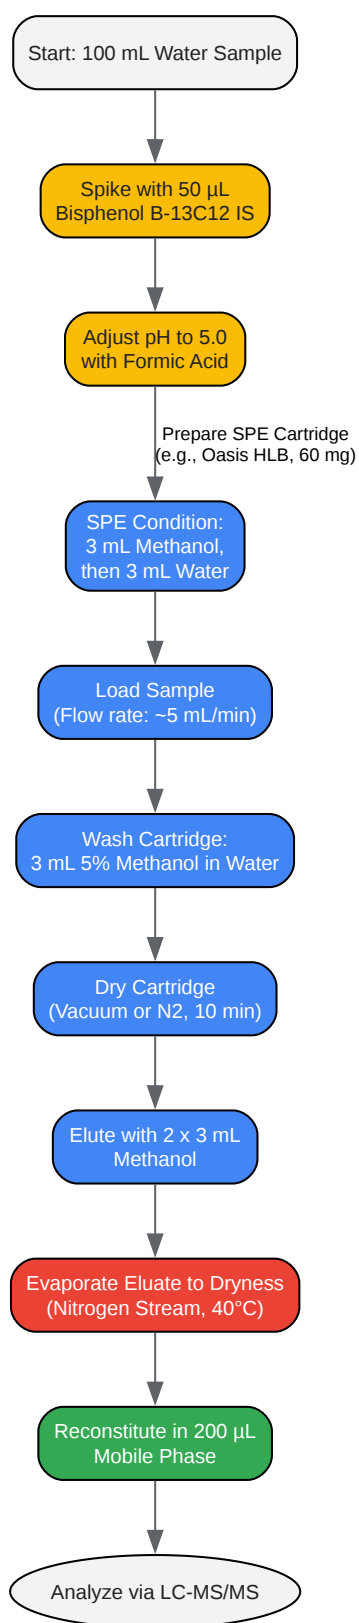 Start: 100 mL Water Sample
Spike with 50 µL
Bisphenol B-13C12 IS
Adjust pH to 5.0
with Formic Acid
Prepare SPE Cartridge
(e.g., Oasis HLB, 60 mg)
SPE Condition:
3 mL Methanol,
then 3 mL Water
Load Sample
(Flow rate: ~5 mL/min)
Wash Cartridge:
3 mL 5% Methanol in Water
Dry Cartridge
(Vacuum or N2, 10 min)
Elute with 2 x 3 mL
Methanol
Evaporate Eluate to Dryness
(Nitrogen Stream, 40°C)
Reconstitute in 200 µL
Mobile Phase
Analyze via LC-MS/MS